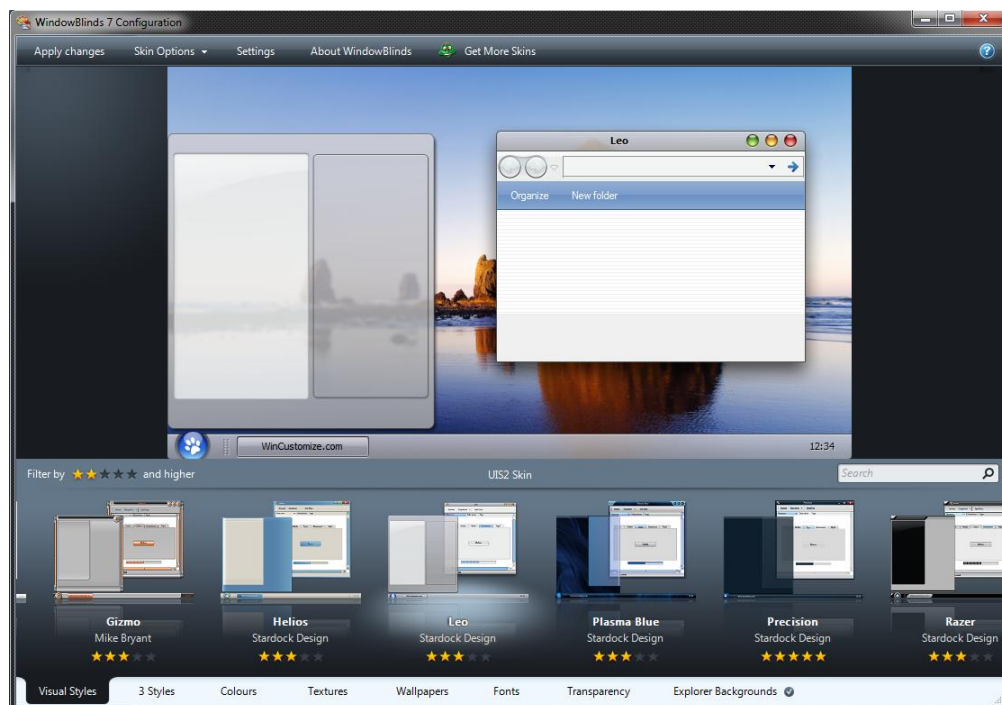 WindowBlinds 7 Configuration
Apply changes Skin Options Settings About WindowBlinds Get More Skins
Leo
Organize New folder
WinCustomize.com 12:34
Filter by and higher UIS2 Skin Search
Gizmo Helios Leo Plasma Blue Precision Razer
Mike Bryant Stardock Design Stardock Design Stardock Design Stardock Design Stardock Design
Visual Styles 3 Styles Colours Textures Wallpapers Fonts Transparency Explorer Backgrounds